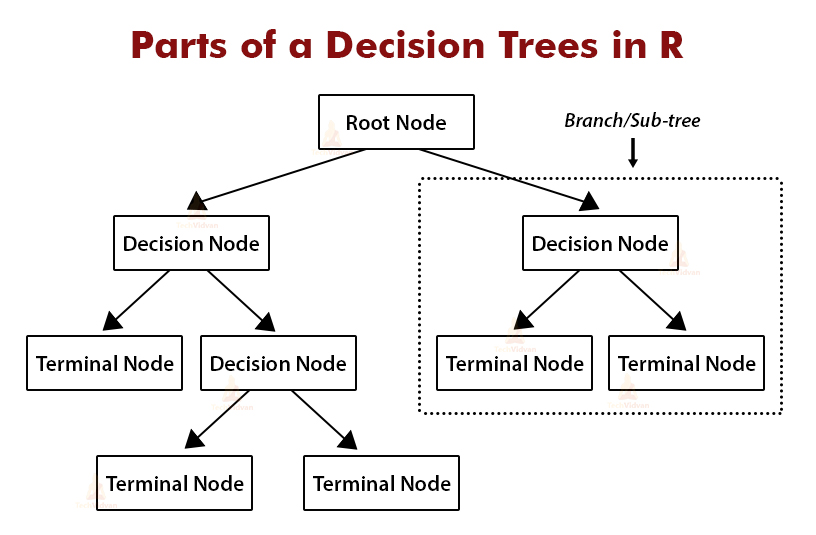 Parts of a Decision Trees in R
Root Node
Branch/Sub-tree
Decision Node
Decision Node
Terminal Node
Decision Node
Terminal Node
Terminal Node
Terminal Node
Terminal Node